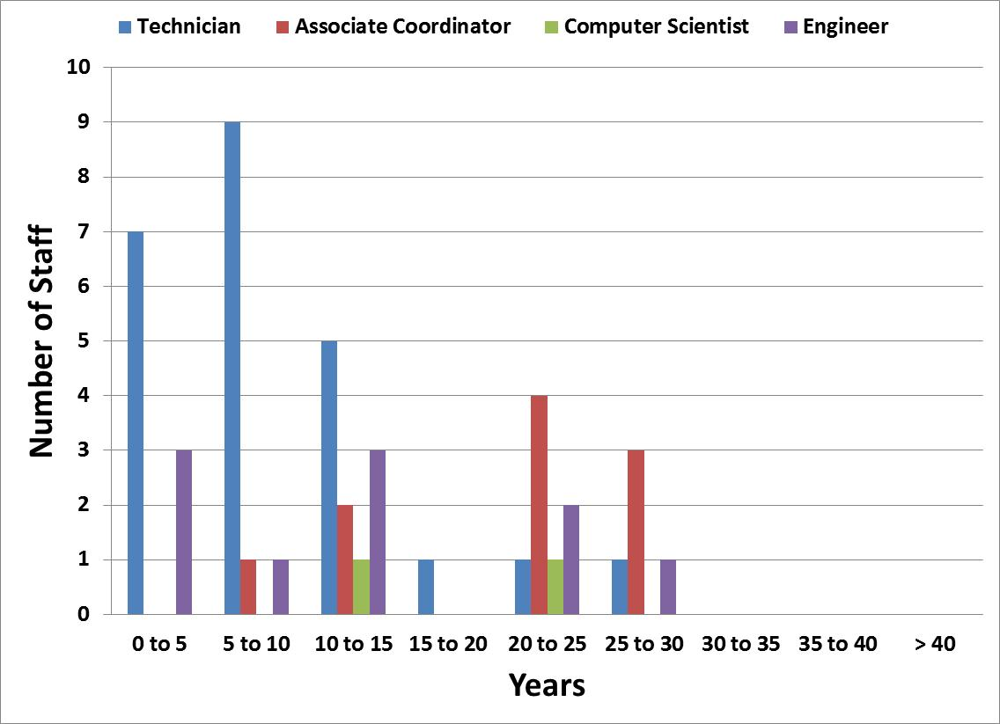 Technician Associate Coordinator Computer Scientist Engineer
10
9
8
7
6
5
4
3
2
1
0
Number of Staff
0 to 5 5 to 10 10 to 15 15 to 20 20 to 25 25 to 30 30 to 35 35 to 40 > 40
Years